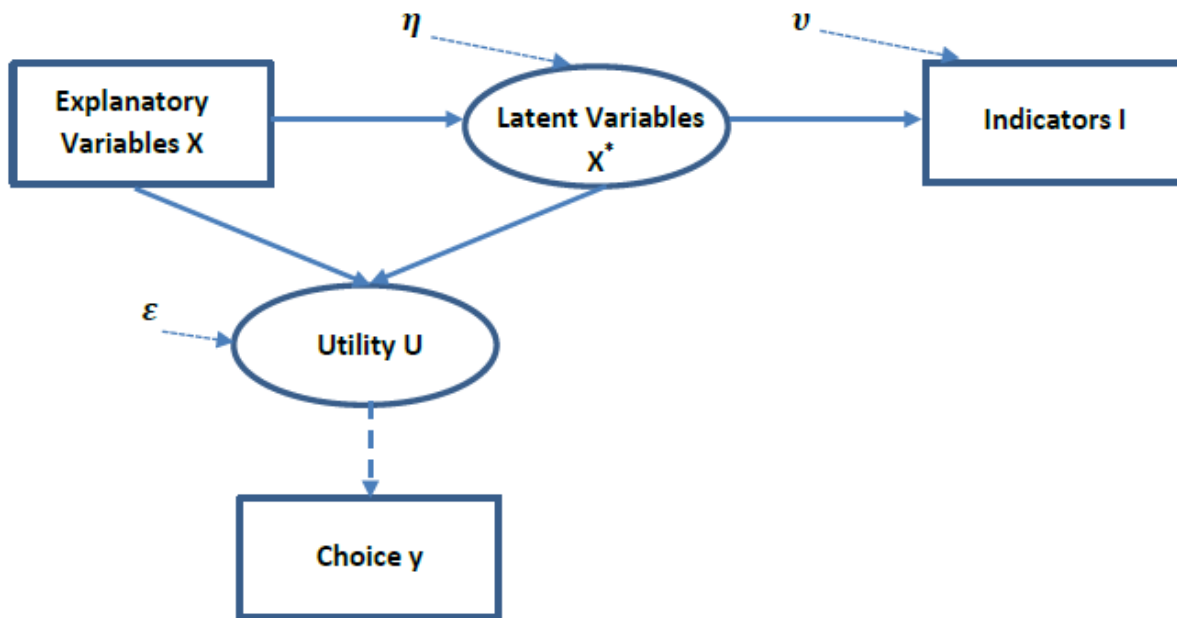 η
υ
Explanatory
Variables X
Latent Variables
X*
Indicators I
ε
Utility U
Choice y